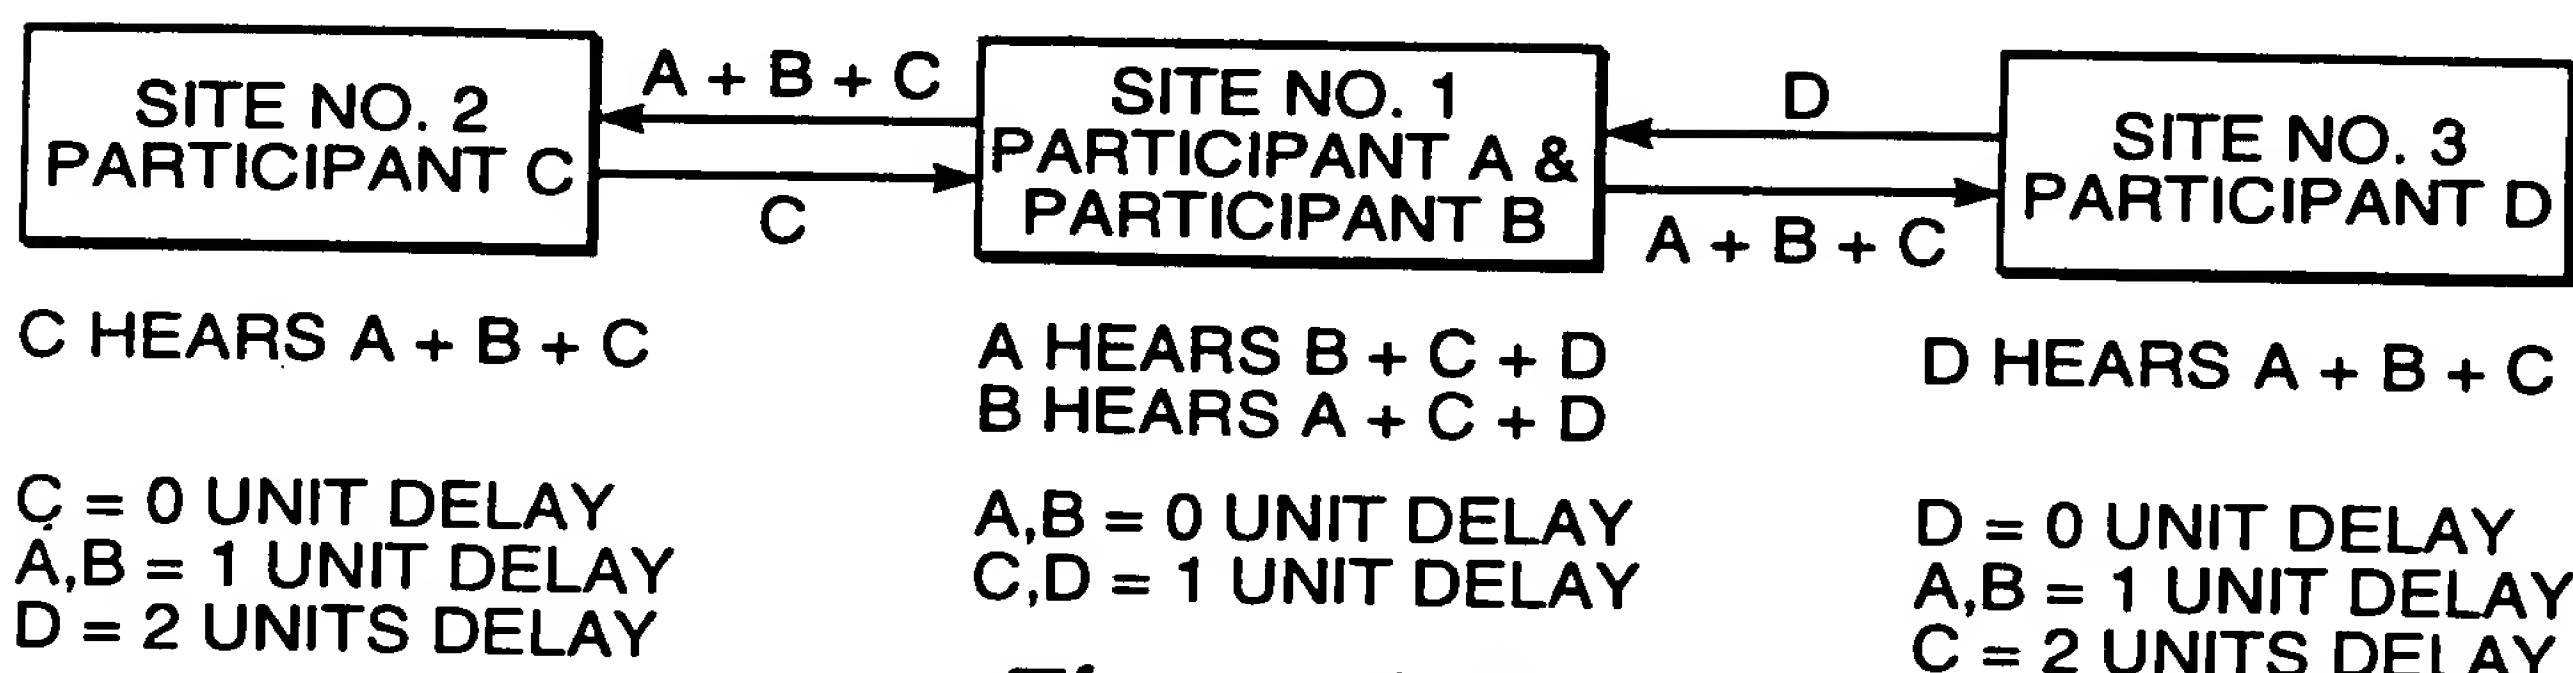 SITE NO. 2
PARTICIPANT C
A + B + C
C
SITE NO. 1
PARTICIPANT A &
PARTICIPANT B
D
A + B + C
SITE NO. 3
PARTICIPANT D
C HEARS A + B + C
A HEARS B + C + D
B HEARS A + C + D
D HEARS A + B + C
C = 0 UNIT DELAY
A,B = 1 UNIT DELAY
D = 2 UNITS DELAY
A,B = 0 UNIT DELAY
C,D = 1 UNIT DELAY
D = 0 UNIT DELAY
A,B = 1 UNIT DELAY
C = 2 UNITS DELAY